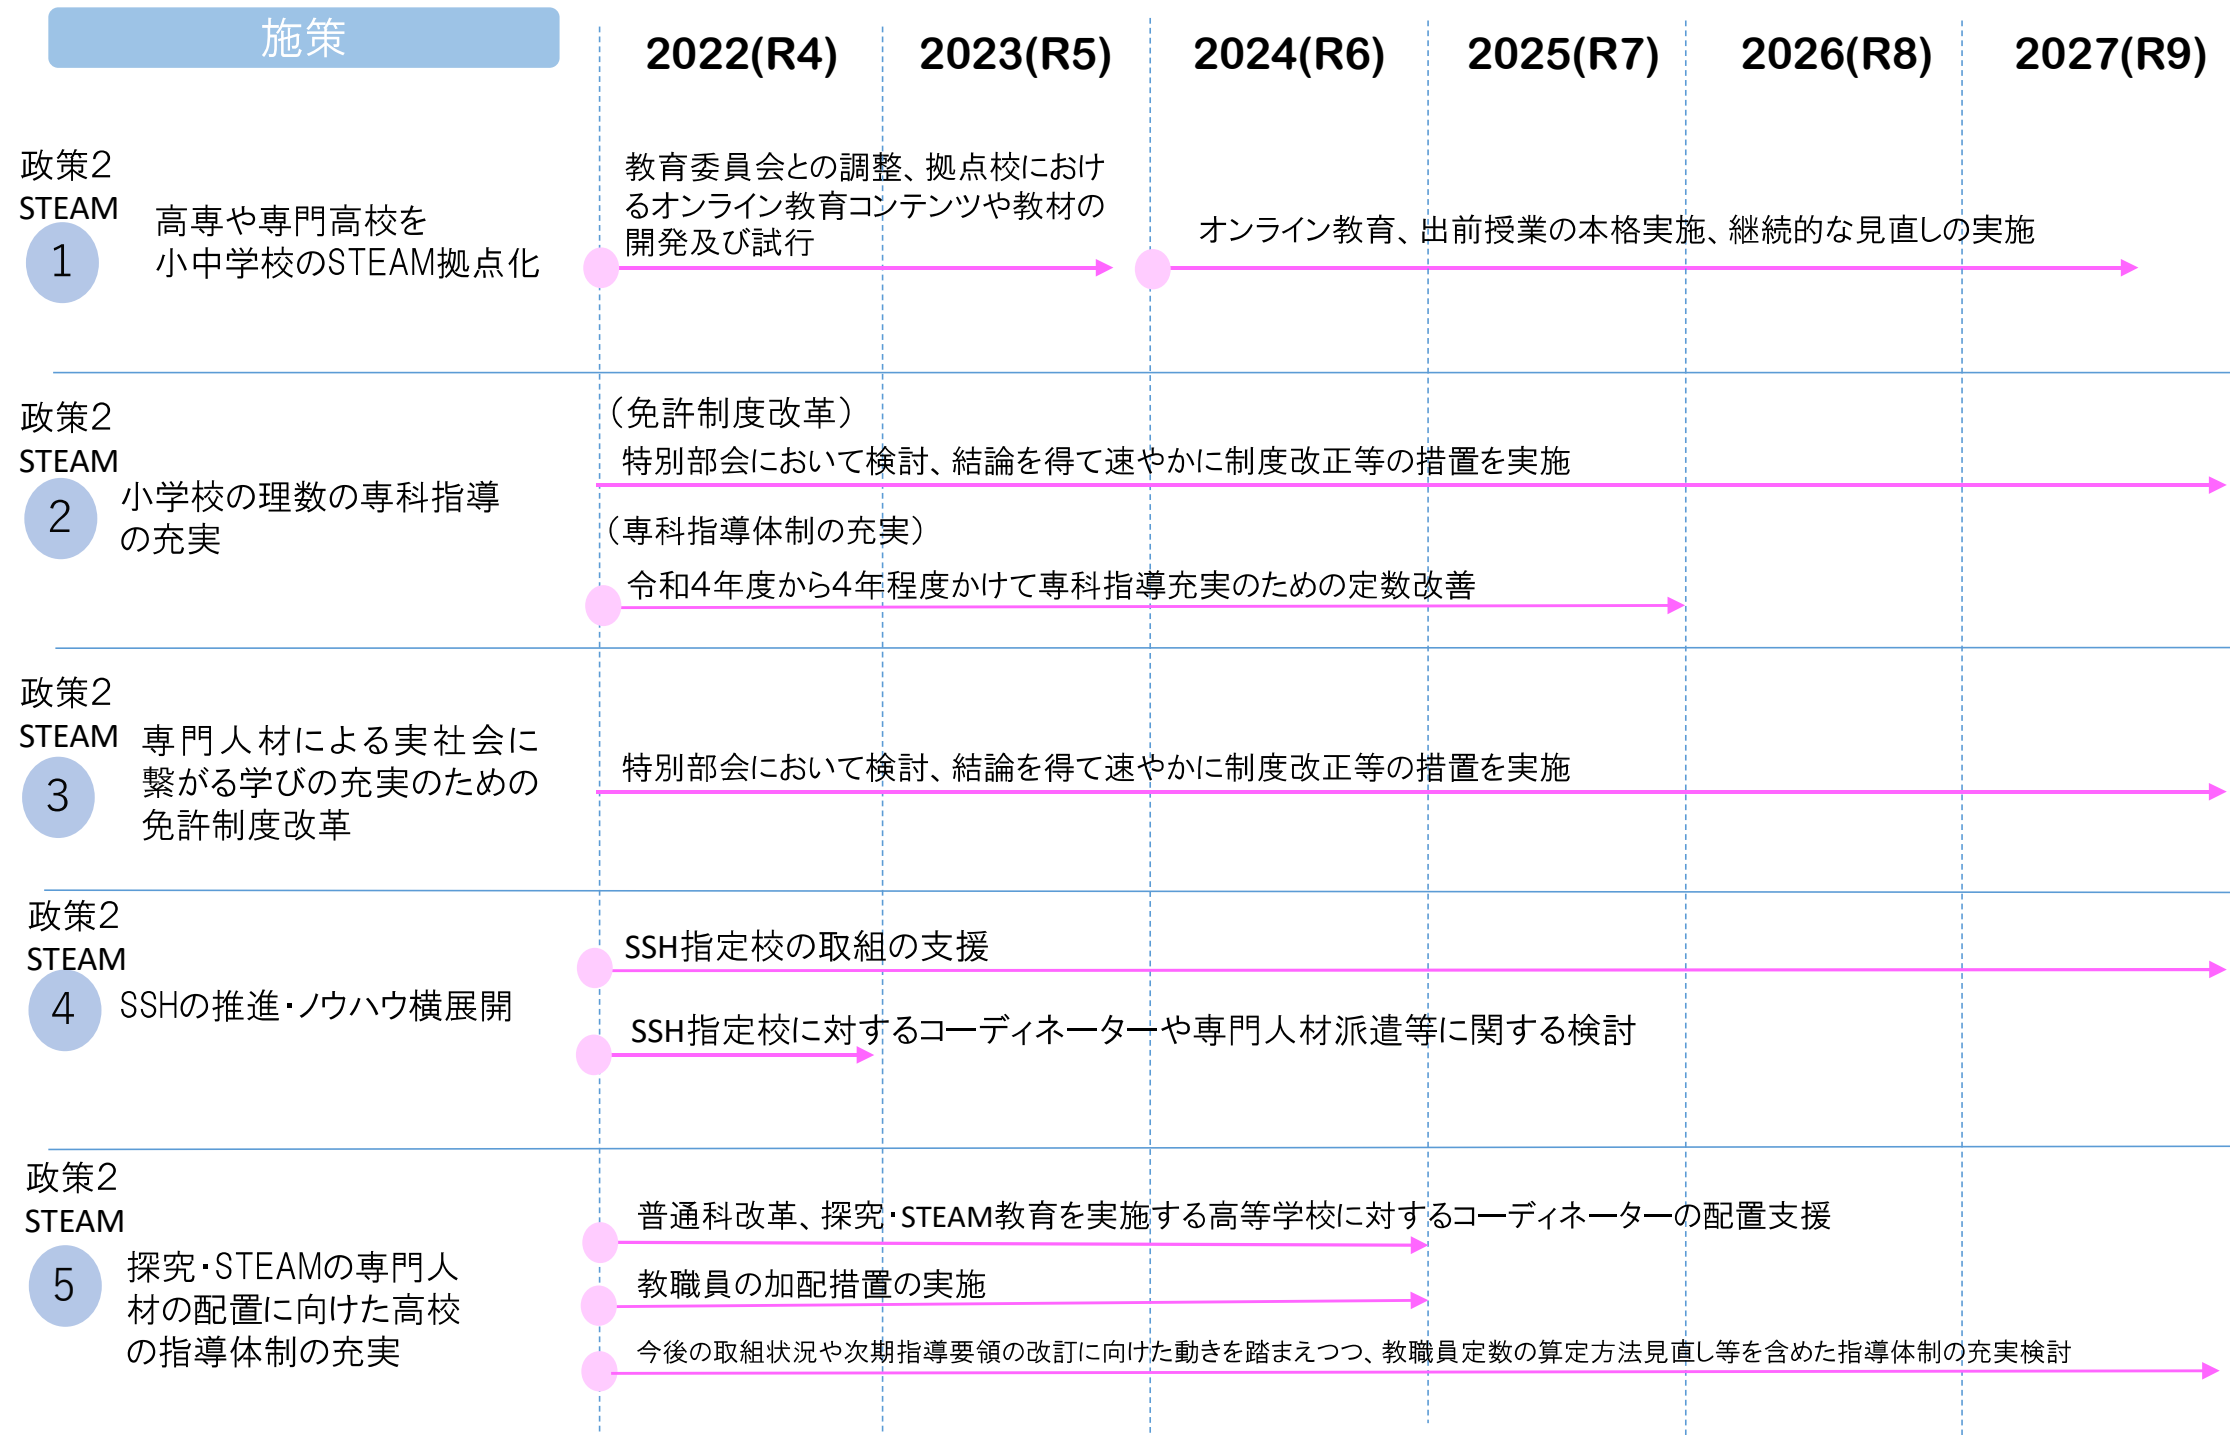 施策
2022(R4)
2023(R5)
2024(R6)
2025(R7)
2026(R8)
2027(R9)
政策2
STEAM
1
高専や専門高校を
小中学校のSTEAM拠点化
教育委員会との調整、拠点校におけ
るオンライン教育コンテンツや教材の
開発及び試行
オンライン教育、出前授業の本格実施、継続的な見直しの実施
政策2
STEAM
2
小学校の理数の専科指導
の充実
（免許制度改革）
特別部会において検討、結論を得て速やかに制度改正等の措置を実施
（専科指導体制の充実）
令和4年度から4年程度かけて専科指導充実のための定数改善
政策2
STEAM
3
専門人材による実社会に
繋がる学びの充実のための
免許制度改革
特別部会において検討、結論を得て速やかに制度改正等の措置を実施
政策2
STEAM
4
SSHの推進・ノウハウ横展開
SSH指定校の取組の支援
SSH指定校に対するコーディネーターや専門人材派遣等に関する検討
政策2
STEAM
5
探究・STEAMの専門人
材の配置に向けた高校
の指導体制の充実
普通科改革、探究・STEAM教育を実施する高等学校に対するコーディネーターの配置支援
教職員の加配措置の実施
今後の取組状況や次期指導要領の改訂に向けた動きを踏まえつつ、教職員定数の算定方法見直し等を含めた指導体制の充実検討